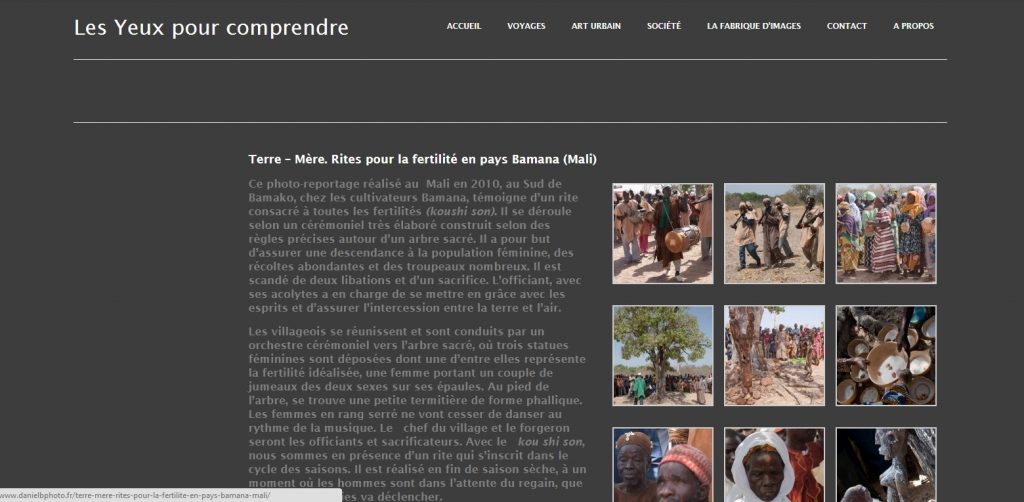 Les Yeux pour comprendre
ACCUEIL VOYAGES ART URBAIN SOCIÉTÉ LA FABRIQUE D'IMAGES CONTACT A PROPOS
Terre – Mère. Rites pour la fertilité en pays Bamana (Mali)
Ce photo-reportage réalisé au Mali en 2010, au Sud de
Bamako, chez les cultivateurs Bamana, témoigne d'un rite
consacré à toutes les fertilités (koushi son). Il se déroule
selon un cérémoniel très élaboré construit selon des
règles précises autour d'un arbre sacré. Il a pour but
d'assurer une descendance à la population féminine, des
récoltes abondantes et des troupeaux nombreux. Il est
scandé de deux libations et d'un sacrifice. L'officiant, avec
ses acolytes a en charge de se mettre en grâce avec les
esprits et d'assurer l'intercession entre la terre et l'air.
Les villageois se réunissent et sont conduits par un
orchestre cérémoniel vers l'arbre sacré, où trois statues
féminines sont déposées dont une d'entre elles représente
la fertilité idéalisée, une femme portant un couple de
jumeaux des deux sexes sur ses épaules. Au pied de
l'arbre, se trouve une petite termitière de forme phallique.
Les femmes en rang serré ne vont cesser de danser au
rythme de la musique. Le chef du village et le forgeron
seront les officiants et sacrificateurs. Avec le kou shi son,
nous sommes en présence d'un rite qui s'inscrit dans le
cycle des saisons. Il est réalisé en fin de saison sèche, à un
moment où les hommes sont dans l'attente du regain, que
es va déclencher.
www.danielbphoto.fr/terre-mere-rites-pour-la-fertilite-en-pays-bamana-mali/